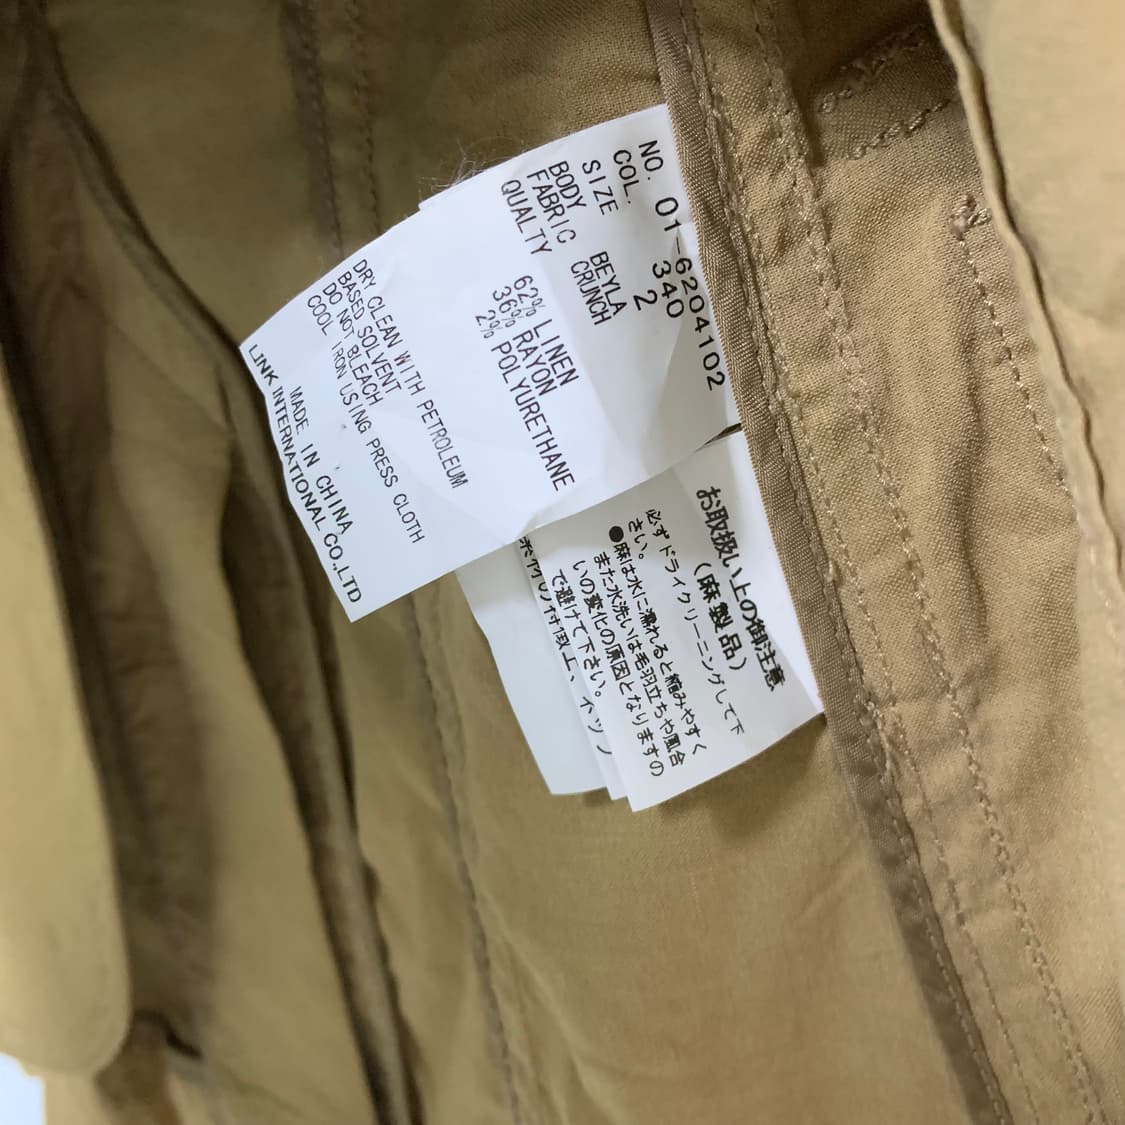 NO. 01-6204102
COL. 340
SIZE 2
BODY BEYLA
FABRIC CRUNCH
QUALTY
62% LINEN
36% RAYON
2% POLYURETHANE
DRY CLEAN WITH PETROLEUM
BASED SOLVENT
DO NOT BLEACH
COOL IRON USING PRESS CLOTH
MADE IN CHINA
LINK INTERNATIONAL CO.,LTD
お取扱い上の御注意
(麻製品)
必ずドライクリーニングして下
さい。
●麻は水に濡れると縮みやすく
また水洗いは毛羽立ちや風合
いの変化の原因となりますの
で避けて下さい。